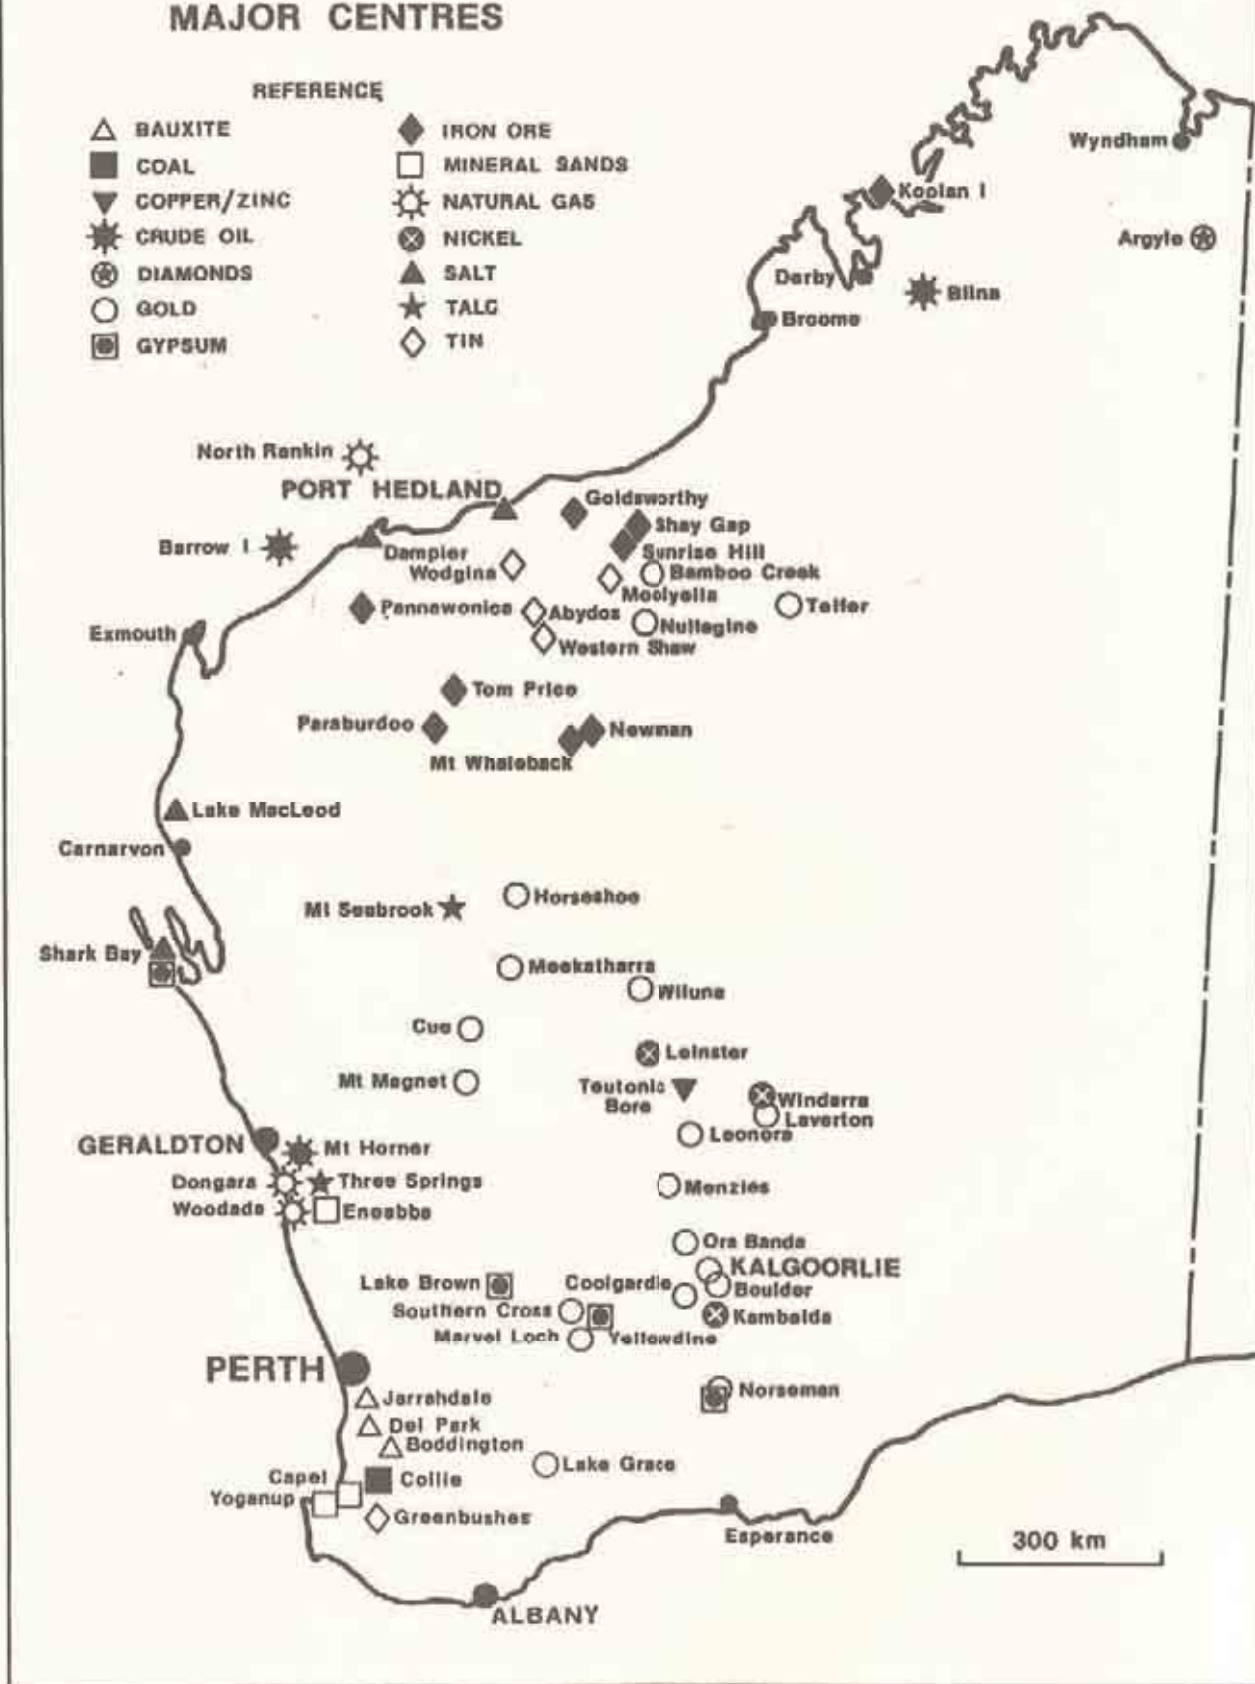 MAJOR CENTRES
REFERENCE
BAUXITE
COAL
COPPER/ZINC
CRUDE OIL
DIAMONDS
GOLD
GYPSUM
IRON ORE
MINERAL SANDS
NATURAL GAS
NICKEL
SALT
TALC
TIN
Wyndham
Koolan I
Argyle
Derby
Blina
Broome
North Rankin
PORT HEDLAND
Goldsworthy
Shay Gap
Barrow I
Sunrise Hill
Dampier
Wodgina
Bamboo Creek
Moolyella
Pannawonica
Abydos
Telfer
Nullagine
Exmouth
Western Shaw
Tom Price
Paraburdoo
Newman
Mt Whaleback
Lake MacLeod
Carnarvon
Horseshoe
Mt Seabrook
Shark Bay
Meekatharra
Wiluna
Cue
Leinster
Mt Magnet
Teutonic
Bore
Windarra
Laverton
Leonora
GERALDTON
Mt Horner
Dongara
Three Springs
Menzies
Woodada
Eneabba
Ora Banda
KALGOORLIE
Lake Brown
Coolgardie
Boulder
Southern Cross
Kambalda
Marvel Loch
Yellowdine
PERTH
Norseman
Jarrahdale
Del Park
Boddington
Lake Grace
Capel
Collie
Yoganup
Greenbushes
Esperance
300 km
ALBANY